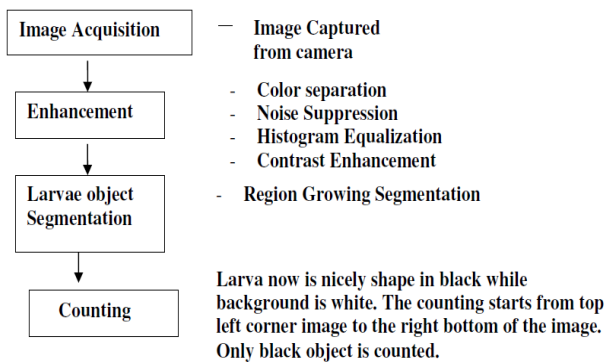 Image Acquisition
— Image Captured
from camera
Enhancement
- Color separation
- Noise Suppression
- Histogram Equalization
- Contrast Enhancement
Larvae object
Segmentation
- Region Growing Segmentation
Counting
Larva now is nicely shape in black while
background is white. The counting starts from top
left corner image to the right bottom of the image.
Only black object is counted.